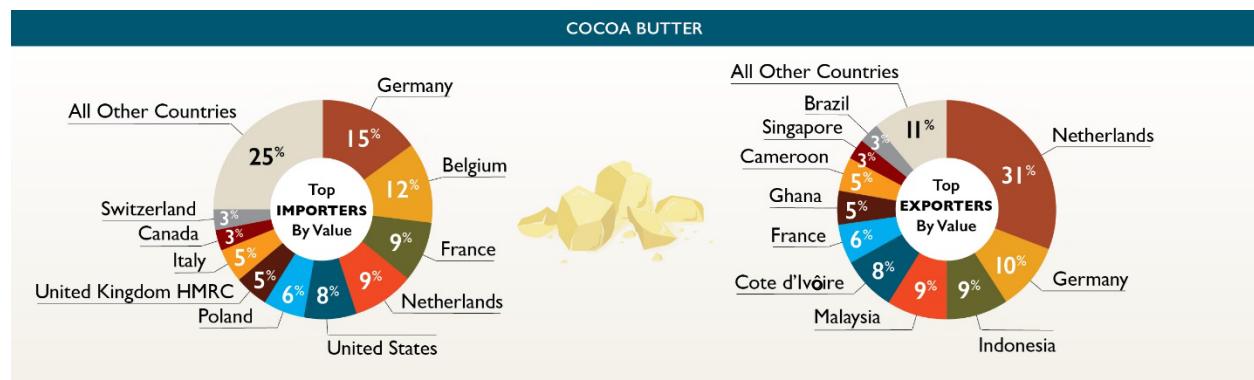 COCOA BUTTER
Germany
15%
Belgium
12%
France
9%
Netherlands
9%
United States
8%
Poland
6%
United Kingdom HMRC
5%
Italy
5%
Canada
3%
Switzerland
3%
All Other Countries
25%
Top
IMPORTERS
By Value
Netherlands
31%
Germany
10%
Indonesia
9%
Malaysia
9%
Cote d'Ivôire
8%
France
6%
Ghana
5%
Cameroon
5%
Singapore
3%
Brazil
3%
All Other Countries
11%
Top
EXPORTERS
By Value